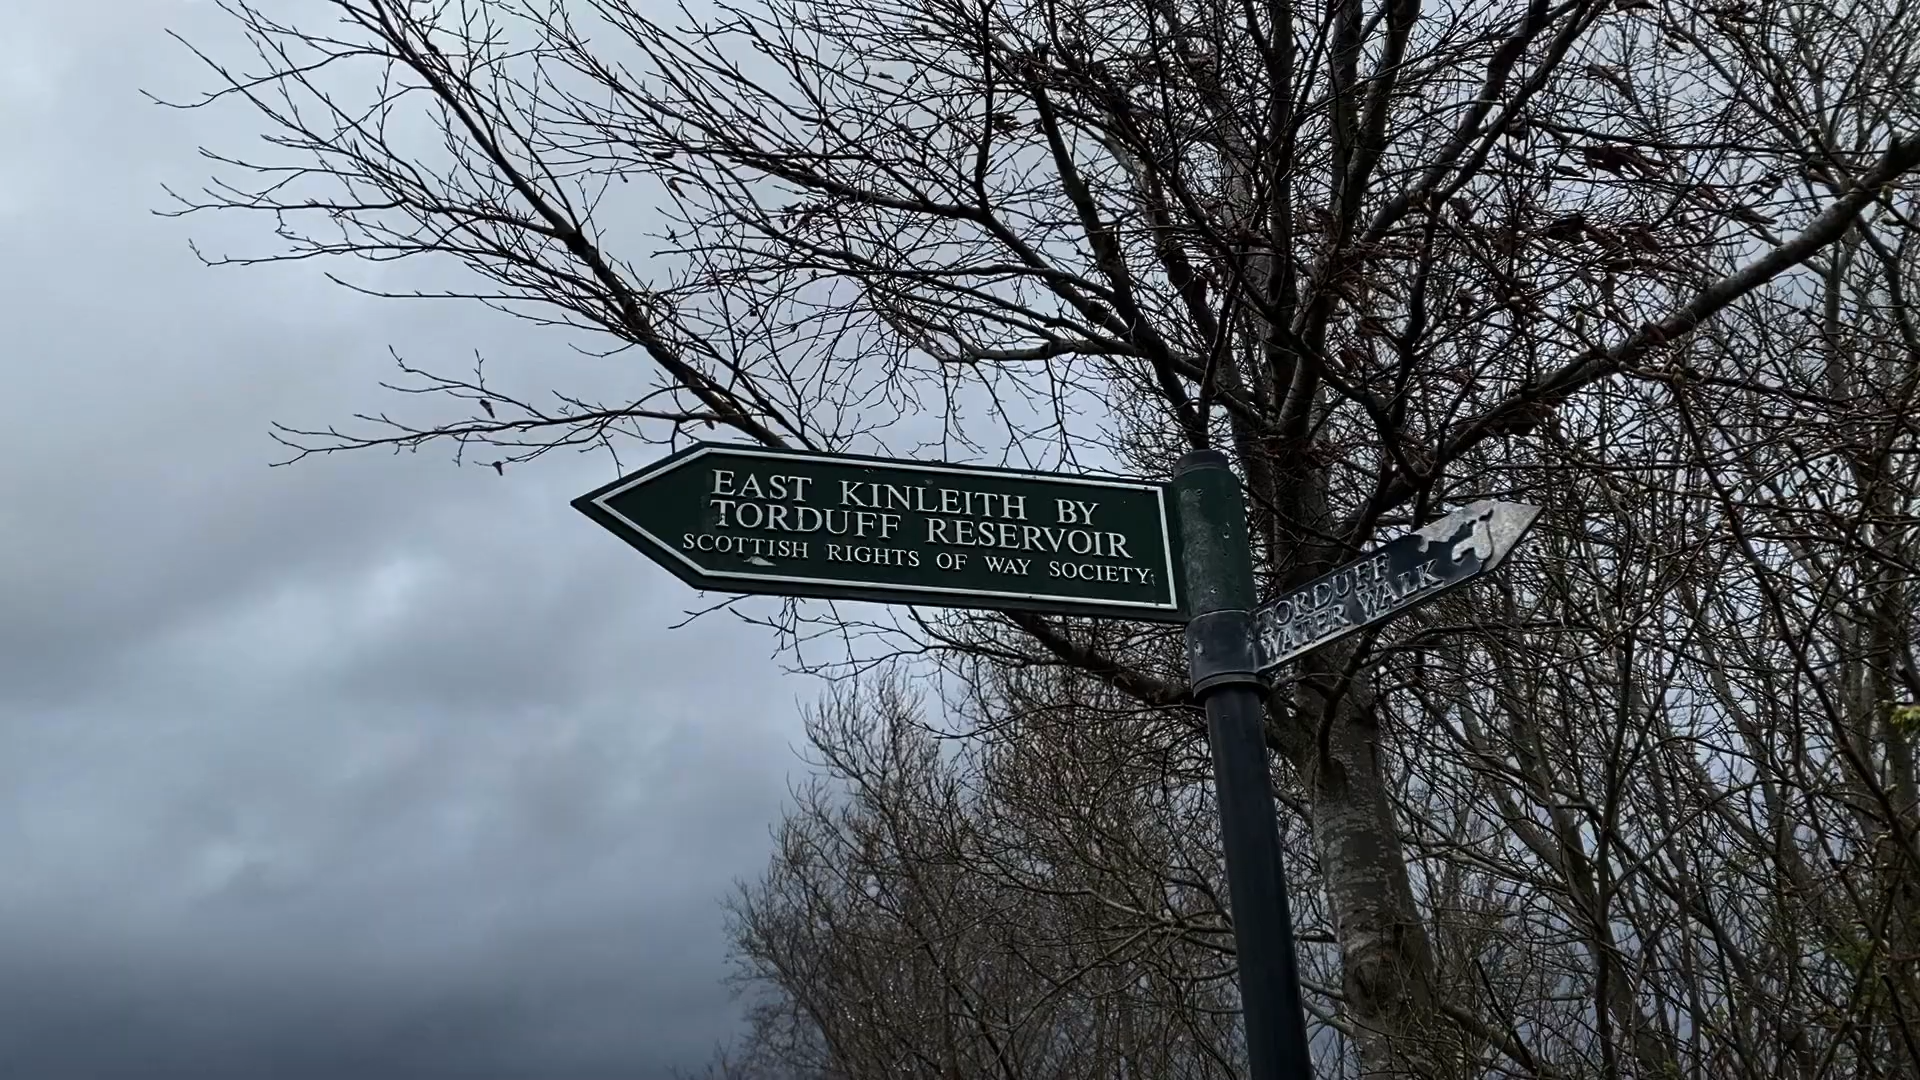 EAST KINLEITH BY
TORDUFF RESERVOIR
SCOTTISH RIGHTS OF WAY SOCIETY
TORDUFF
WATER WALK